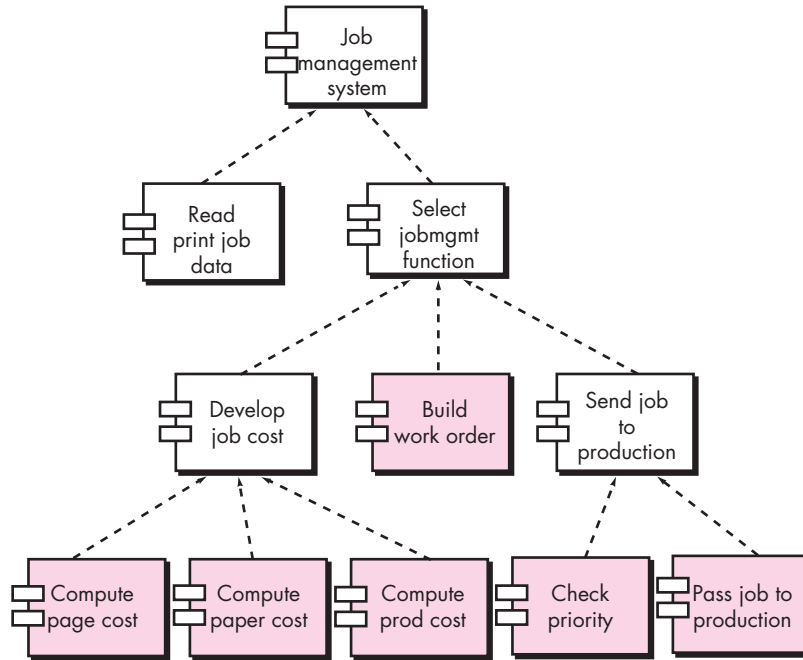 Job
management
system
Read
print job
data
Select
jobmgmt
function
Develop
job cost
Build
work order
Send job
to
production
Compute
page cost
Compute
paper cost
Compute
prod cost
Check
priority
Pass job to
production